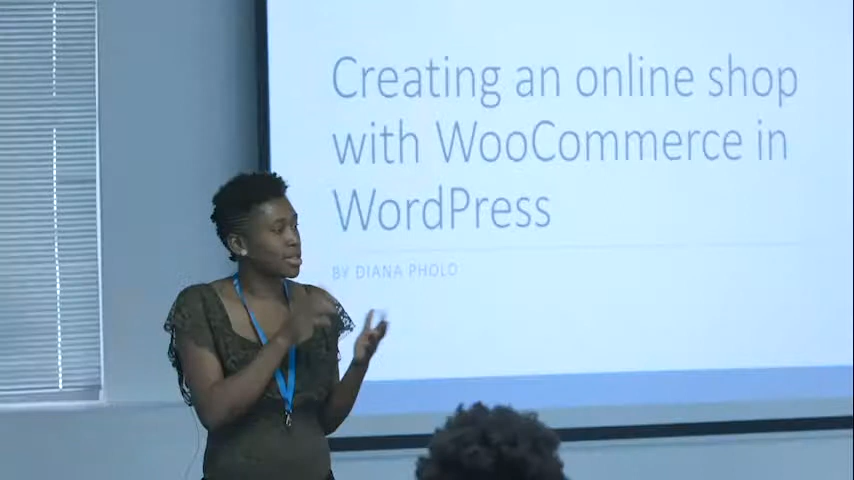 Creating an online shop
with WooCommerce in
WordPress
BY DIANA PHOLO